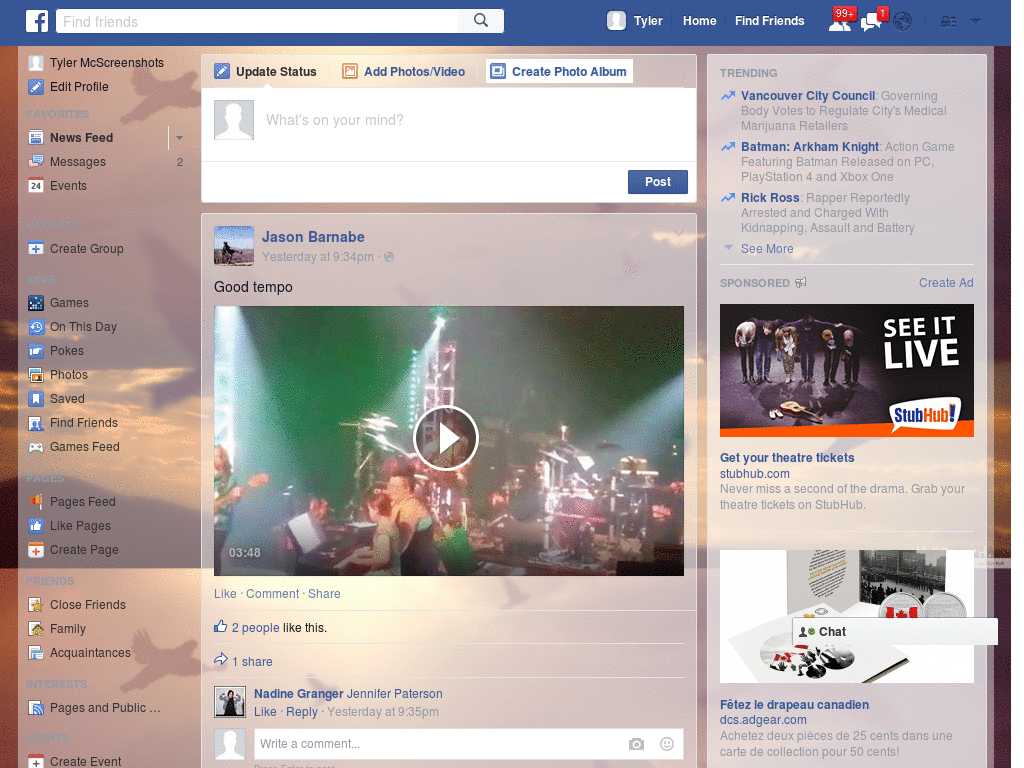 Find friends
Tyler
Home
Find Friends
99+
1
Tyler McScreenshots
Edit Profile
FAVORITES
News Feed
Messages 2
24 Events
GROUPS
Create Group
APPS
Games
On This Day
Pokes
Photos
Saved
Find Friends
Games Feed
PAGES
Pages Feed
Like Pages
Create Page
FRIENDS
Close Friends
Family
Acquaintances
INTERESTS
Pages and Public ...
EVENTS
Create Event
Update Status
Add Photos/Video
Create Photo Album
What's on your mind?
Post
Jason Barnabe
Yesterday at 9:34pm ·
Good tempo
03:48
Like · Comment · Share
2 people like this.
1 share
Nadine Granger Jennifer Paterson
Like · Reply · Yesterday at 9:35pm
Write a comment...
Press Enter to post.
TRENDING
Vancouver City Council: Governing
Body Votes to Regulate City's Medical
Marijuana Retailers
Batman: Arkham Knight: Action Game
Featuring Batman Released on PC,
PlayStation 4 and Xbox One
Rick Ross: Rapper Reportedly
Arrested and Charged With
Kidnapping, Assault and Battery
See More
SPONSORED
Create Ad
SEE IT
LIVE
StubHub!
Get your theatre tickets
stubhub.com
Never miss a second of the drama. Grab your
theatre tickets on StubHub.
Chat
Fêtez le drapeau canadien
dcs.adgear.com
Achetez deux pièces de 25 cents dans une
carte de collection pour 50 cents!